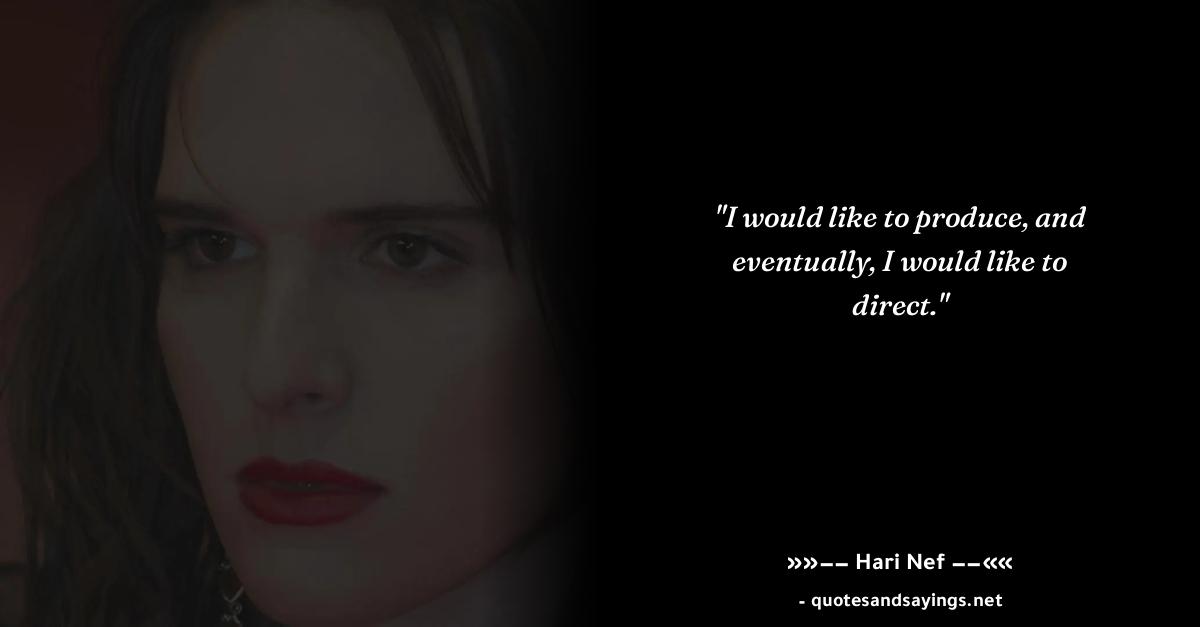 "I would like to produce, and
eventually, I would like to
direct."
»»–– Hari Nef ––««
- quotesandsayings.net